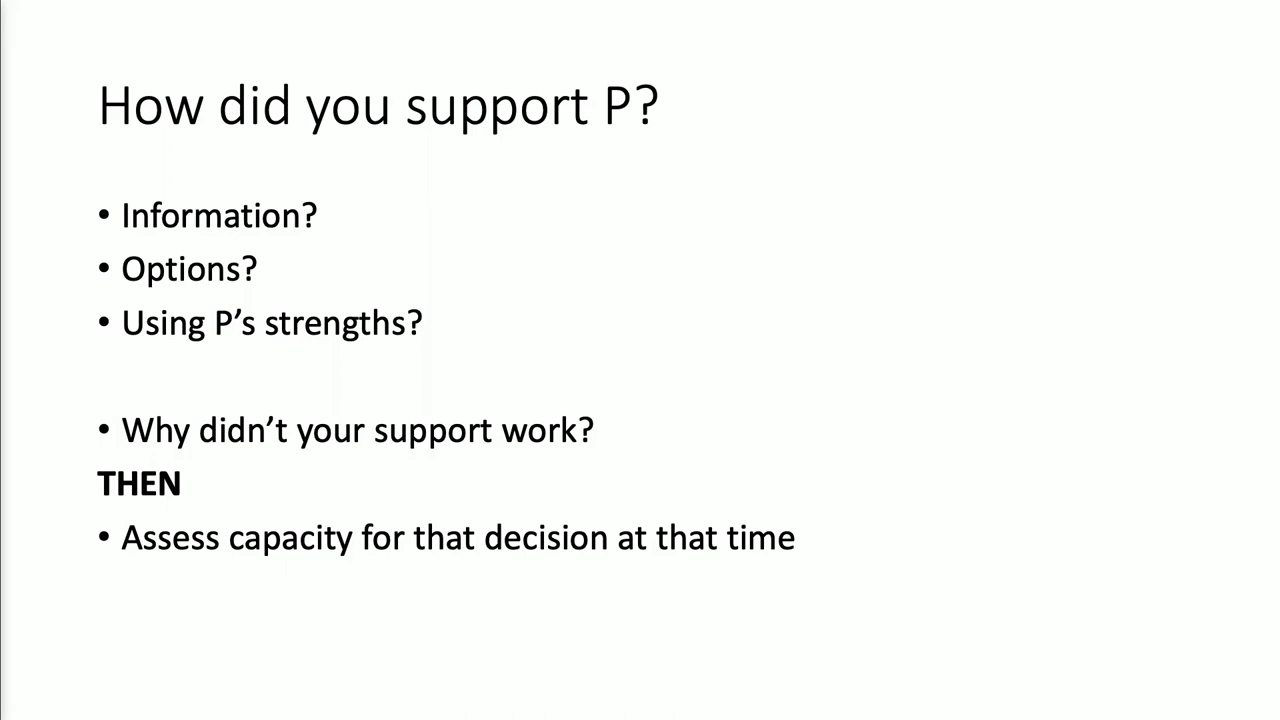 How did you support P?
• Information?
• Options?
• Using P’s strengths?
• Why didn’t your support work?
THEN
• Assess capacity for that decision at that time